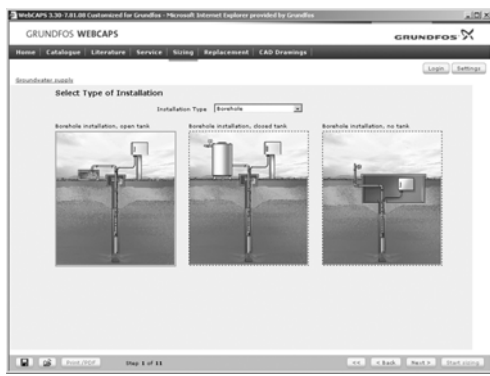 WebCAPS 3.30-7.81.08 Customized for Grundfos - Microsoft Internet Explorer provided by Grundfos
GRUNDFOS WEBCAPS
GRUNDFOS
Home Catalogue Literature Service Sizing Replacement CAD Drawings
Login Settings
Groundwater supply
Select Type of Installation
Installation Type Borehole
Borehole installation, open tank Borehole installation, closed tank Borehole installation, no tank
Print/PDF Step 1 of 11 << < Back Next > Start sizing